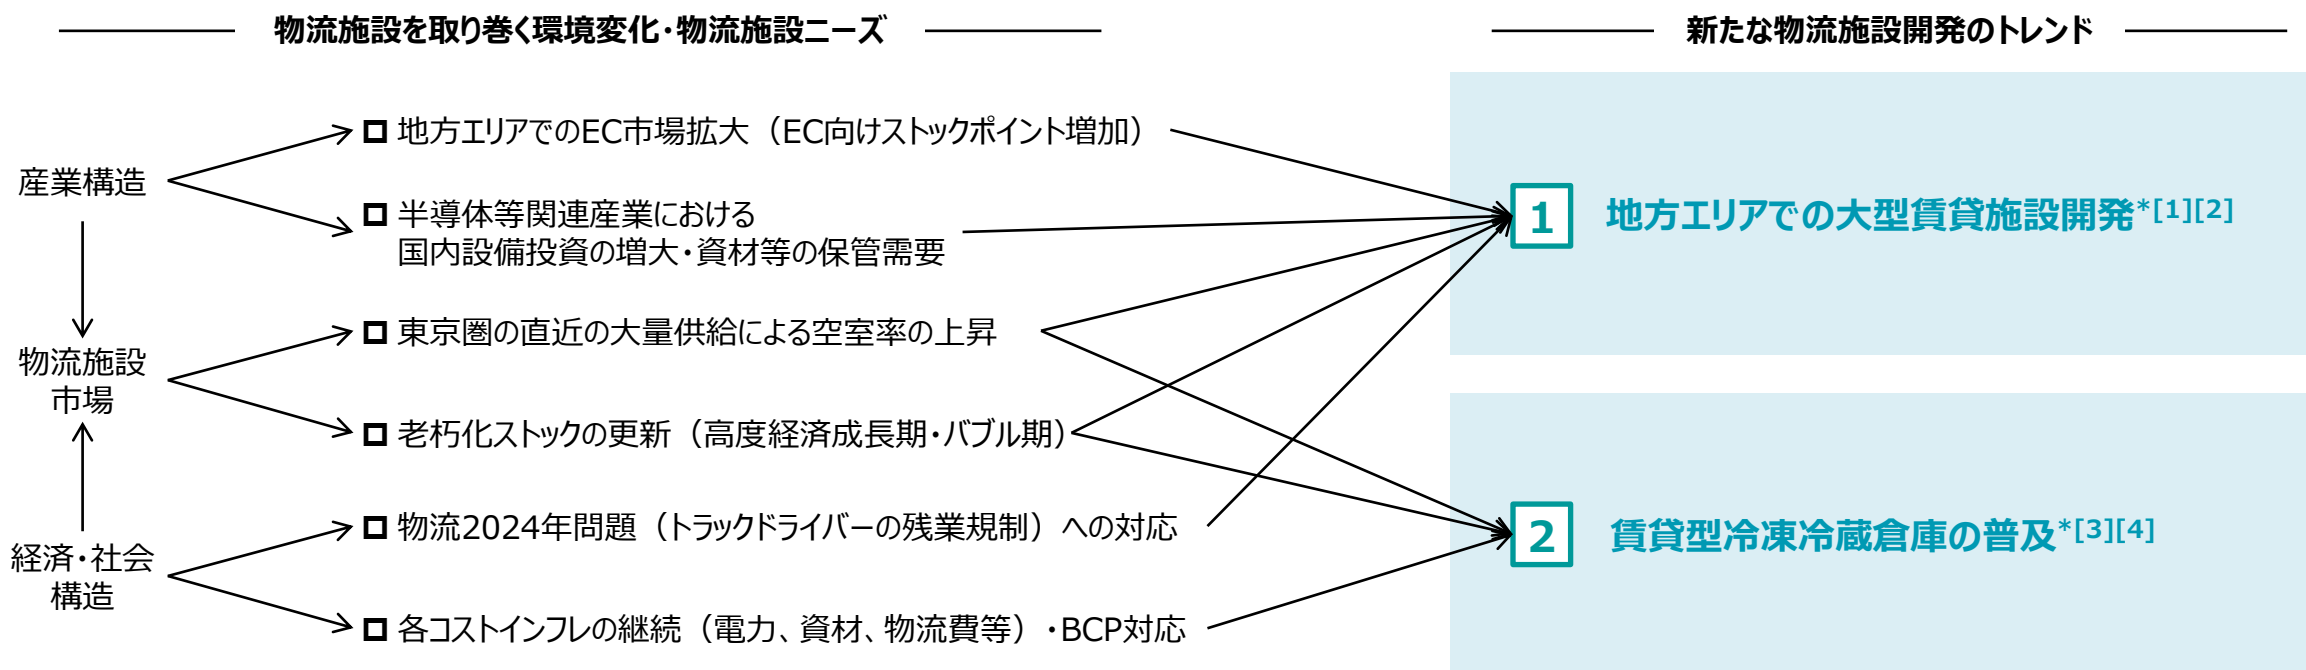 物流施設を取り巻く環境変化・物流施設ニーズ
新たな物流施設開発のトレンド
産業構造
物流施設
市場
経済・社会
構造
地方エリアでのEC市場拡大（EC向けストックポイント増加）
半導体等関連産業における
国内設備投資の増大・資材等の保管需要
東京圏の直近の大量供給による空室率の上昇
老朽化ストックの更新（高度経済成長期・バブル期）
物流2024年問題（トラックドライバーの残業規制）への対応
各コストインフレの継続（電力、資材、物流費等）・BCP対応
1 地方エリアでの大型賃貸施設開発*[1][2]
2 賃貸型冷凍冷蔵倉庫の普及*[3][4]